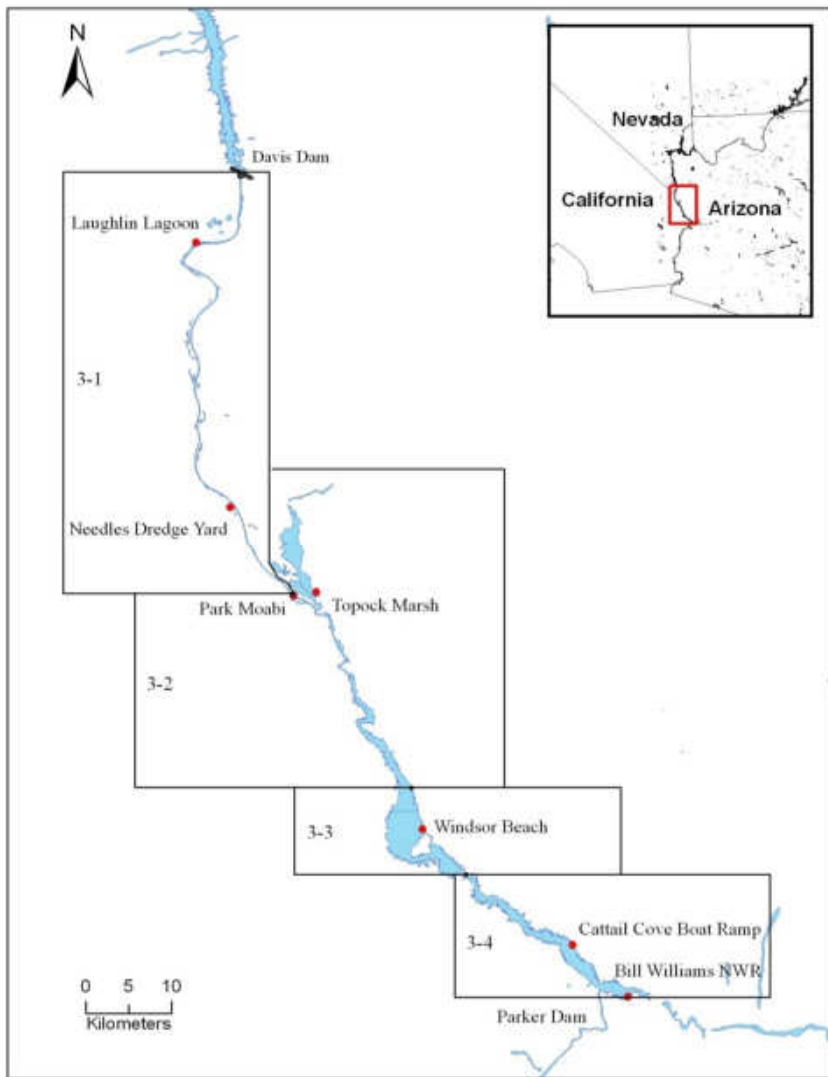 N
Davis Dam
Laughlin Lagoon
Nevada
California
Arizona
3-1
Needles Dredge Yard
Park Moabi
Topock Marsh
3-2
3-3
Windsor Beach
3-4
Cattail Cove Boat Ramp
Bill Williams NWR
Parker Dam
0 5 10
Kilometers